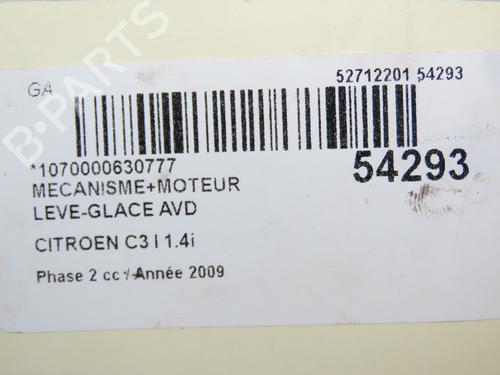 GA
52712201 54293
*1070000630777
54293
MECANISME+MOTEUR
LEVE-GLACE AVD
CITROEN C3 I 1.4i
Phase 2 cc / Année 2009
B-PARTS